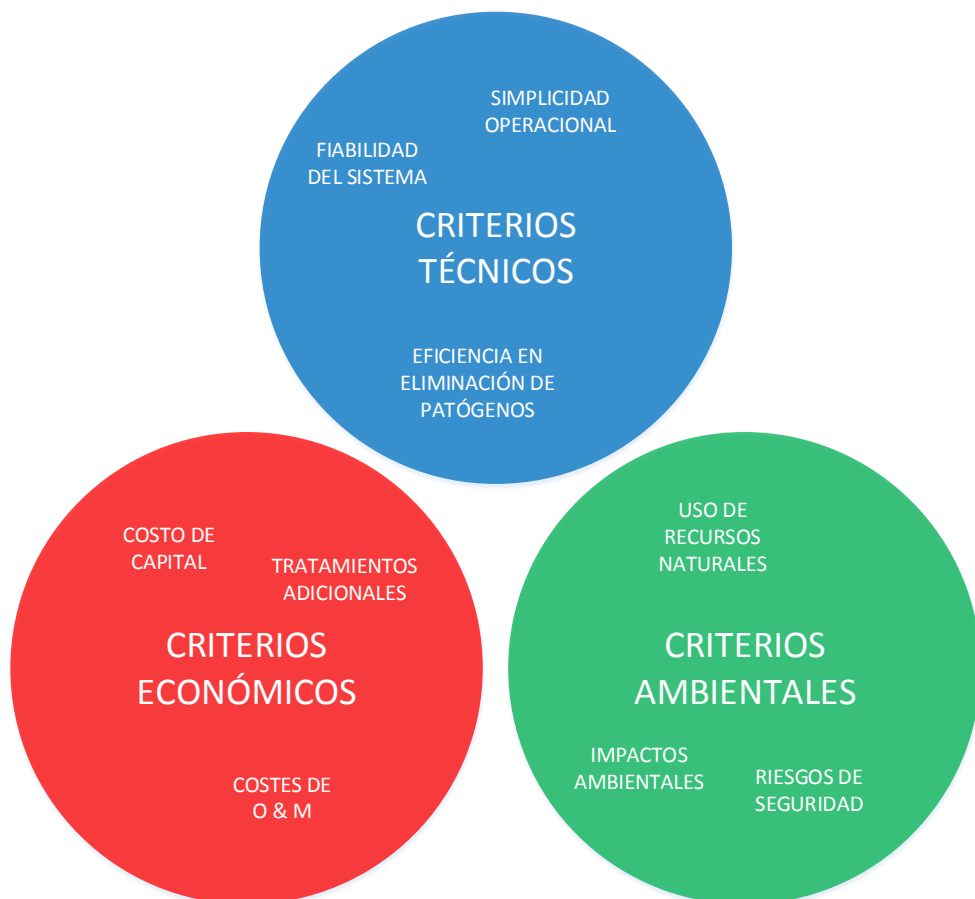 SIMPLICIDAD
OPERACIONAL
FIABILIDAD
DEL SISTEMA
CRITERIOS
TÉCNICOS
EFICIENCIA EN
ELIMINACIÓN DE
PATÓGENOS
COSTO DE
CAPITAL
TRATAMIENTOS
ADICIONALES
CRITERIOS
ECONÓMICOS
COSTES DE
O & M
USO DE
RECURSOS
NATURALES
CRITERIOS
AMBIENTALES
IMPACTOS
AMBIENTALES
RIESGOS DE
SEGURIDAD